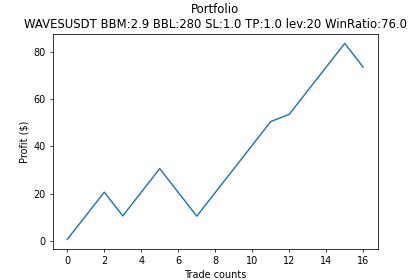 Portfolio
WAVESUSDT BBM:2.9 BBL:280 SL:1.0 TP:1.0 lev:20 WinRatio:76.0
Profit ($)
80
60
40
20
0
0 2 4 6 8 10 12 14 16
Trade counts